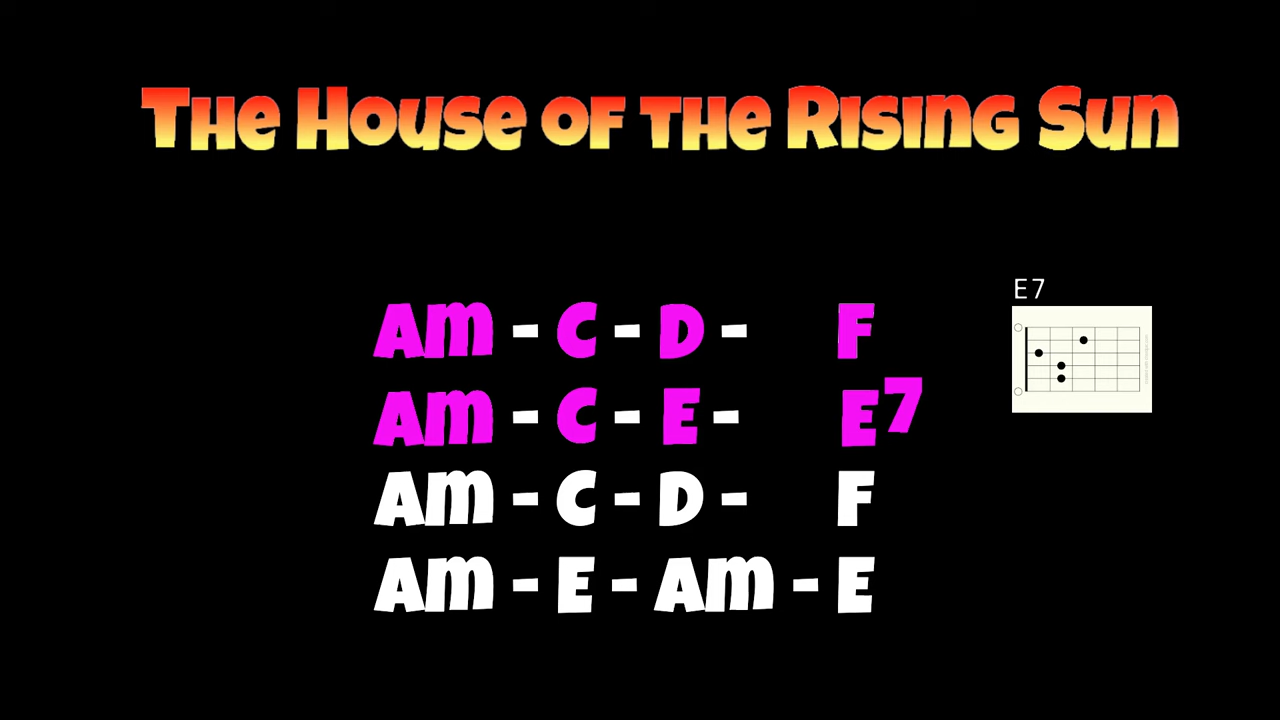 The House of the Rising Sun
E7
Am - C - D - F
Am - C - E - E7
Am - C - D - F
Am - E - Am - E